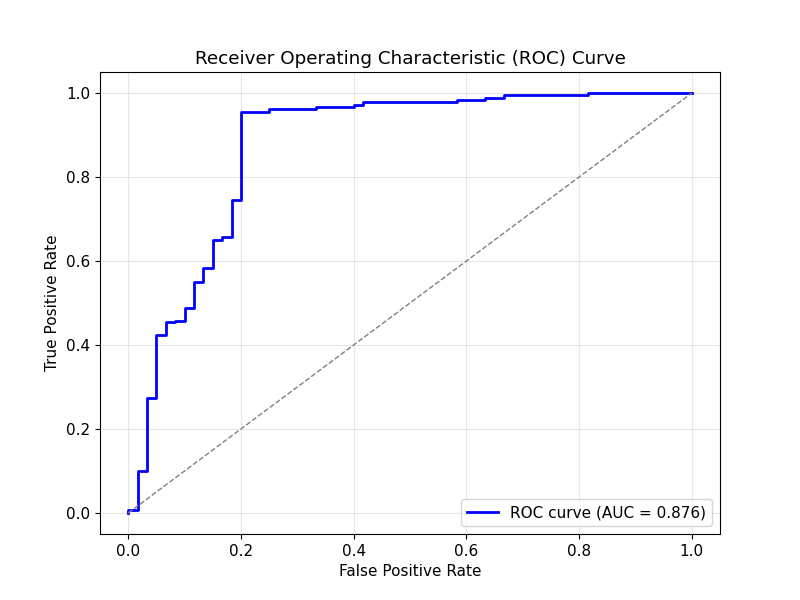 Receiver Operating Characteristic (ROC) Curve
1.0
0.8
0.6
0.4
0.2
0.0
True Positive Rate
ROC curve (AUC = 0.876)
0.0 0.2 0.4 0.6 0.8 1.0
False Positive Rate